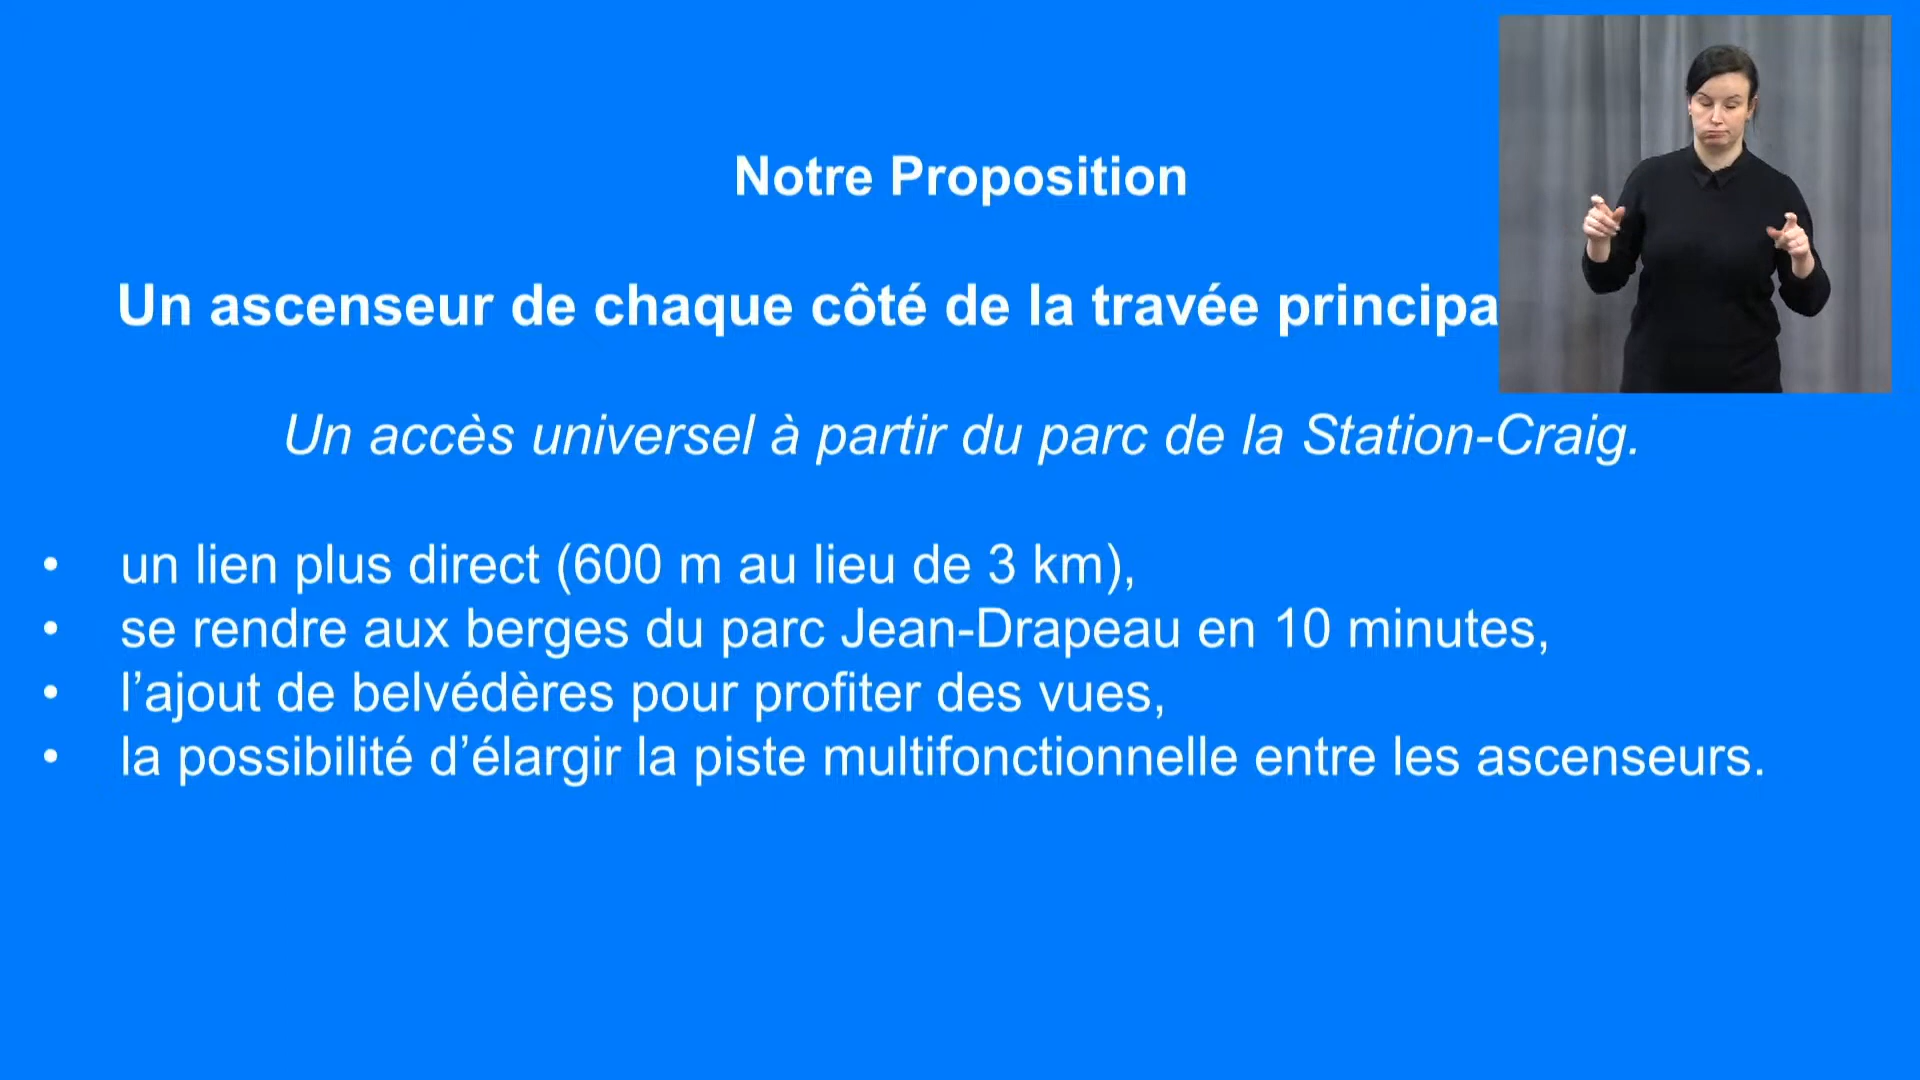 Notre Proposition
Un ascenseur de chaque côté de la travée principa
Un accès universel à partir du parc de la Station-Craig.
• un lien plus direct (600 m au lieu de 3 km),
• se rendre aux berges du parc Jean-Drapeau en 10 minutes,
• l’ajout de belvédères pour profiter des vues,
• la possibilité d’élargir la piste multifonctionnelle entre les ascenseurs.